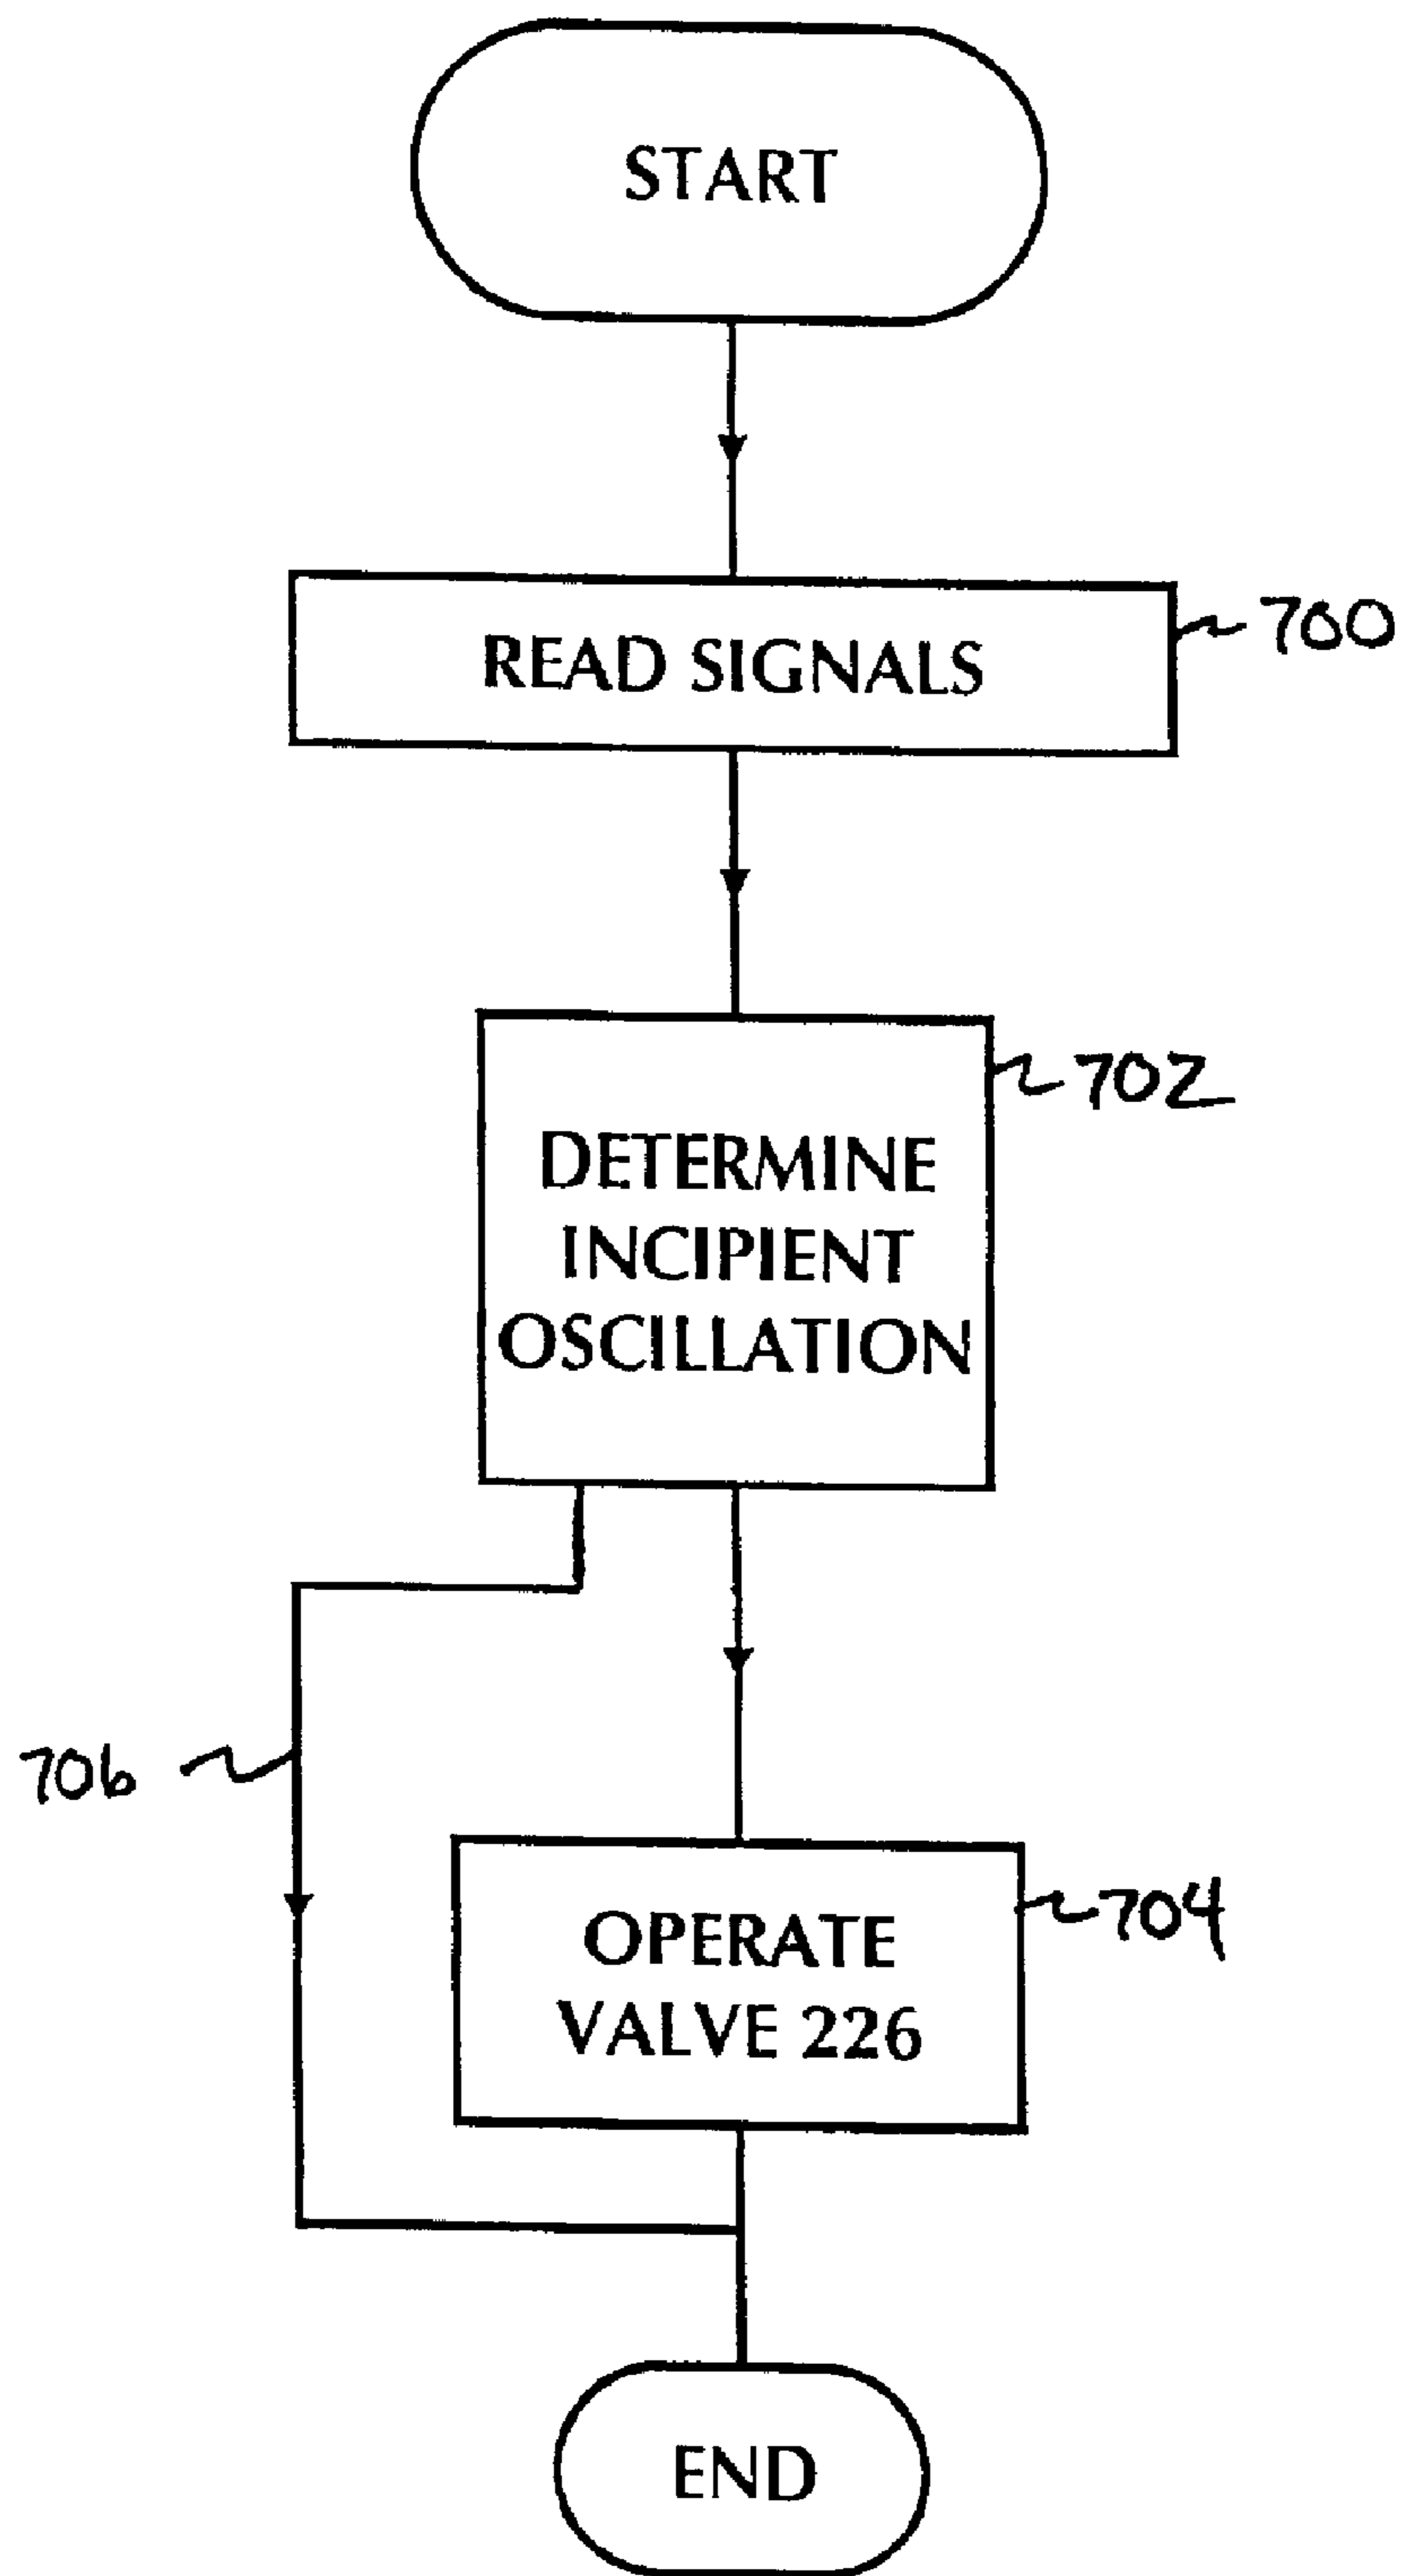 START
READ SIGNALS
700
702
DETERMINE
INCIPIENT
OSCILLATION
706
704
OPERATE
VALVE 226
END